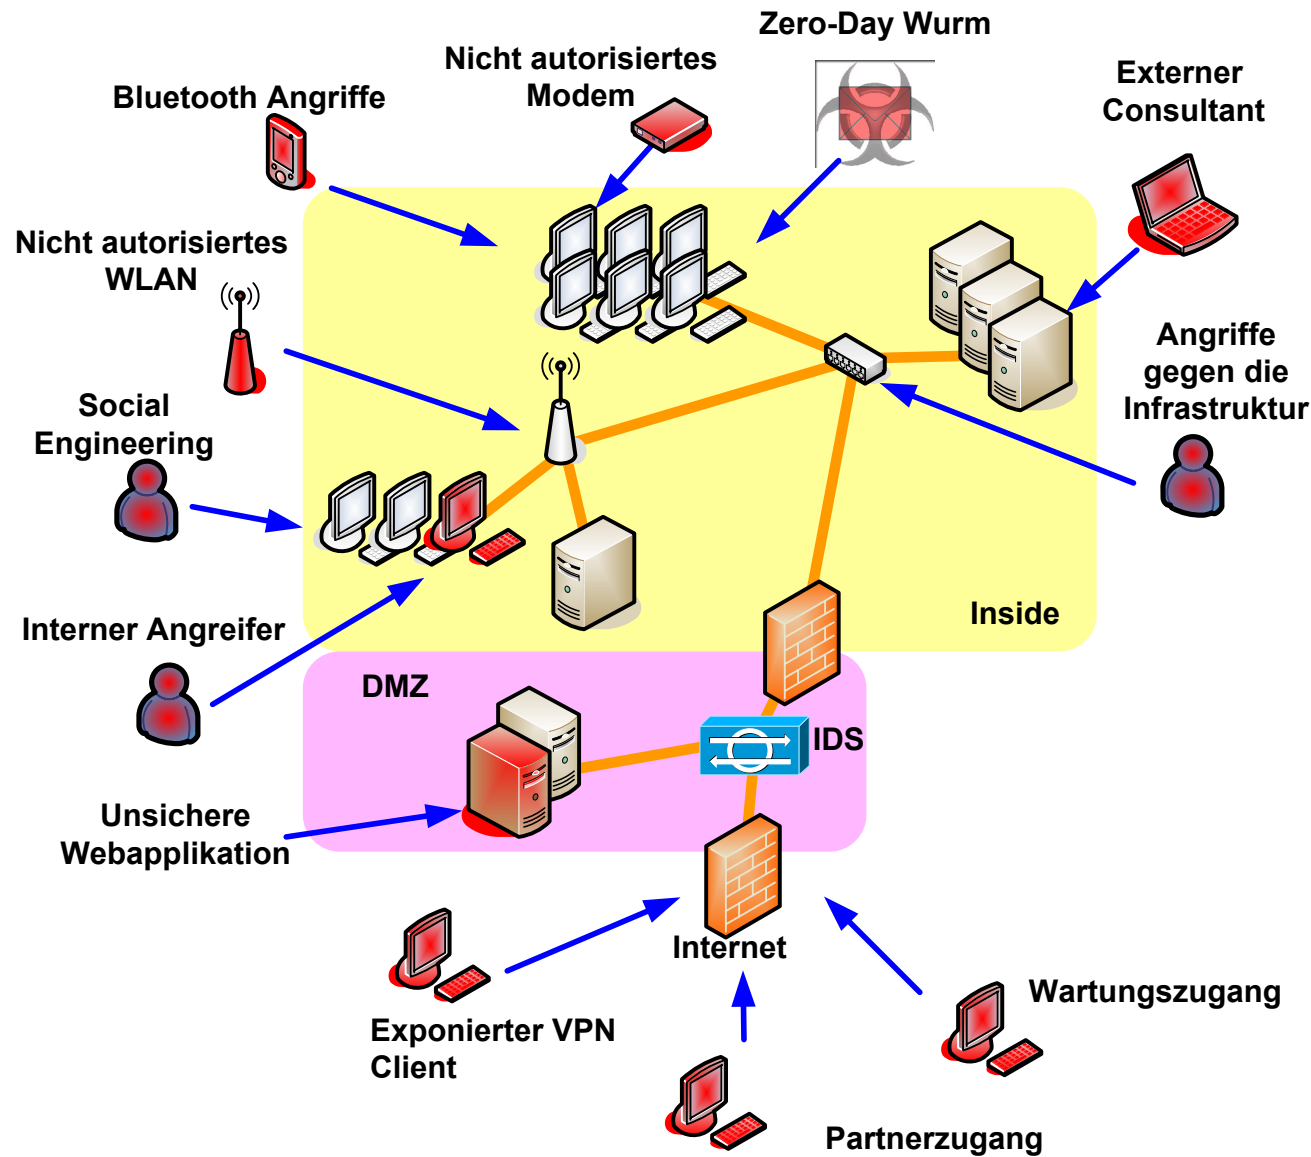 Zero-Day Wurm
Nicht autorisiertes
Modem
Externer
Consultant
Bluetooth Angriffe
Nicht autorisiertes
WLAN
Angriffe
gegen die
Infrastruktur
Social
Engineering
Inside
Interner Angreifer
DMZ
IDS
Unsichere
Webapplikation
Internet
Wartungszugang
Exponierter VPN
Client
Partnerzugang